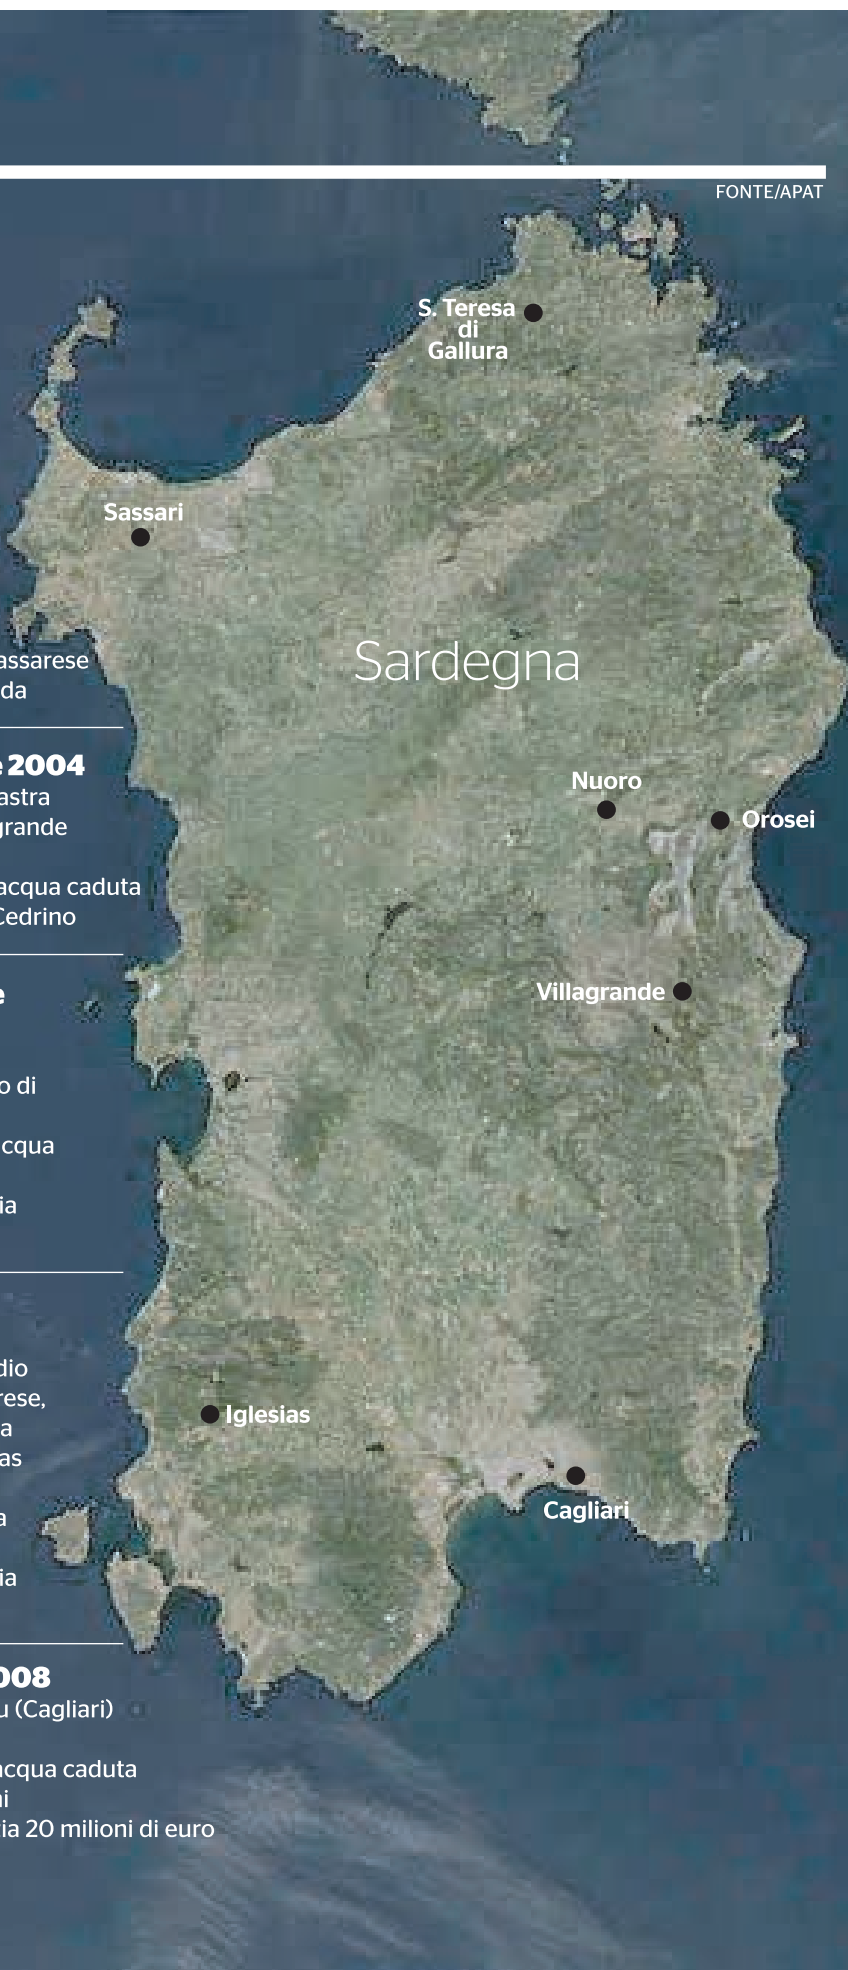 FONTE/APAT
S. Teresa
di
Gallura
Sassari
Sardegna
assarese
da
Nuoro
Orosei
e 2004
astra
grande
acqua caduta
Cedrino
Villagrande
e
o di
cqua
ia
dio
rese,
a
as
a
ia
Iglesias
Cagliari
008
u (Cagliari)
acqua caduta
ni
ia 20 milioni di euro